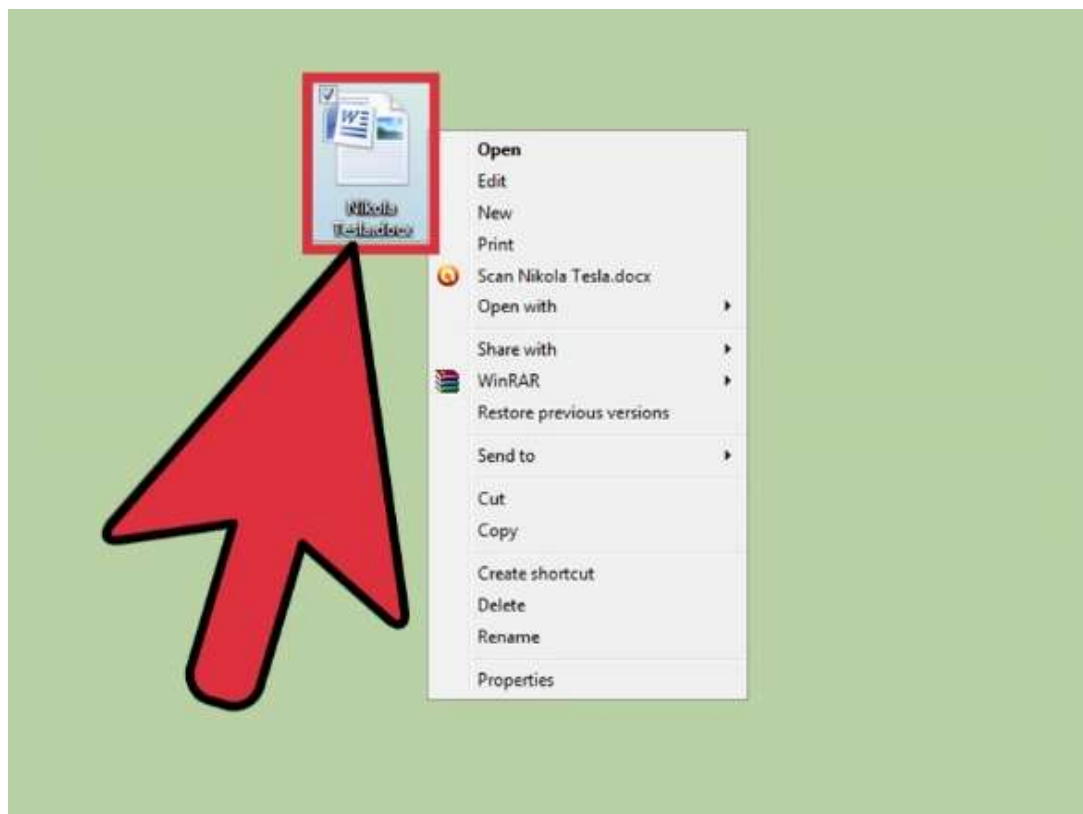 W
Nikola
Tesla.docx
Open
Edit
New
Print
Scan Nikola Tesla.docx
Open with
Share with
WinRAR
Restore previous versions
Send to
Cut
Copy
Create shortcut
Delete
Rename
Properties